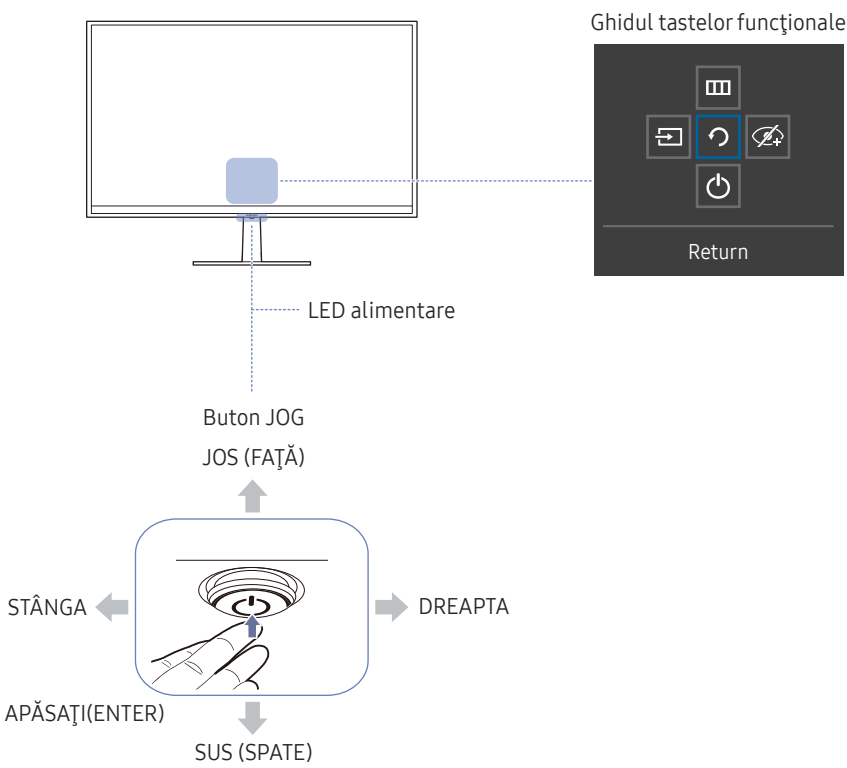 Ghidul tastelor funcţionale
Return
LED alimentare
Buton JOG
JOS (FAŢĂ)
STÂNGA
DREAPTA
APĂSAŢI(ENTER)
SUS (SPATE)